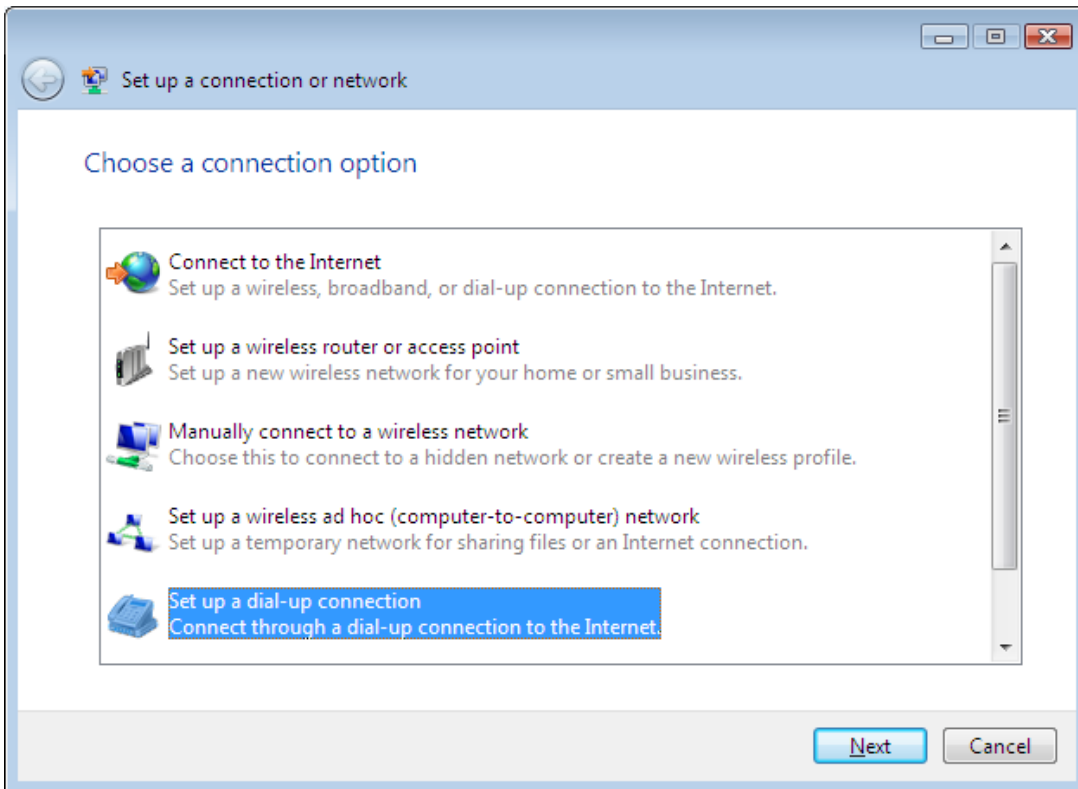 Set up a connection or network
Choose a connection option
Connect to the Internet
Set up a wireless, broadband, or dial-up connection to the Internet.
Set up a wireless router or access point
Set up a new wireless network for your home or small business.
Manually connect to a wireless network
Choose this to connect to a hidden network or create a new wireless profile.
Set up a wireless ad hoc (computer-to-computer) network
Set up a temporary network for sharing files or an Internet connection.
Set up a dial-up connection
Connect through a dial-up connection to the Internet.
Next
Cancel